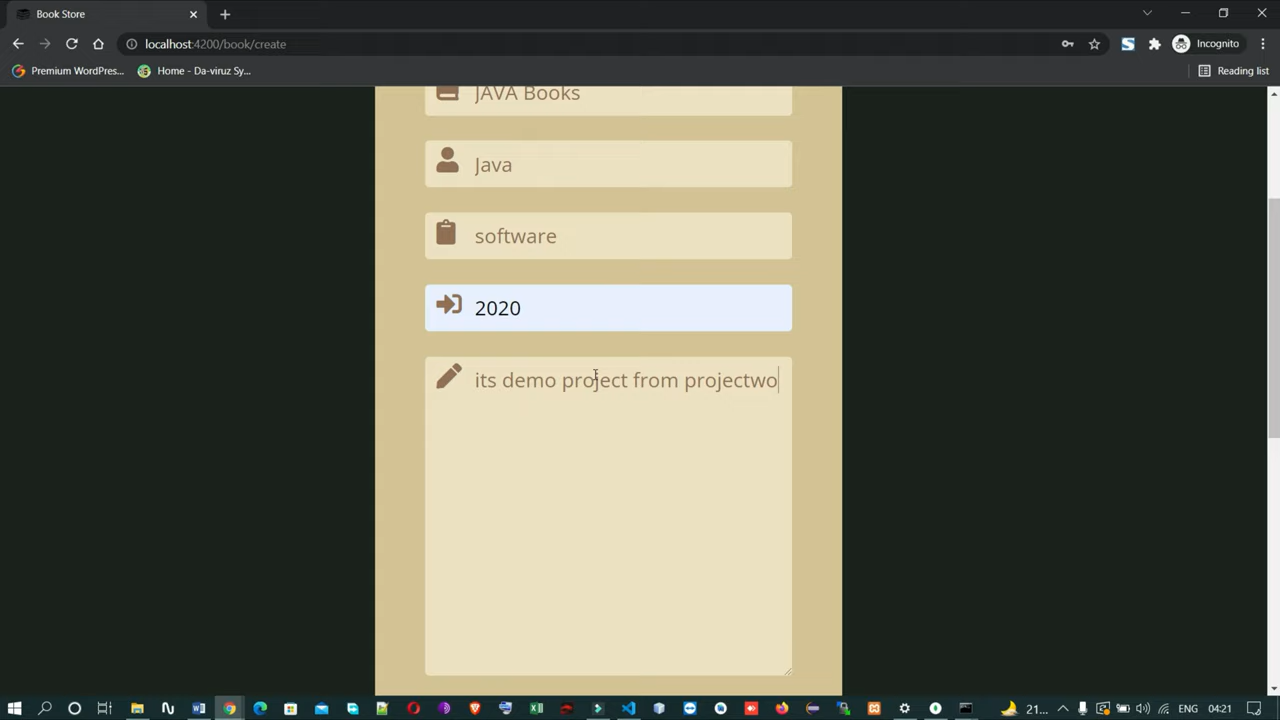 Book Store
localhost:4200/book/create
Incognito
Premium WordPres...
Home - Da-viruz Sy...
Reading list
JAVA Books
Java
software
2020
its demo project from projectwo
21...
ENG
04:21